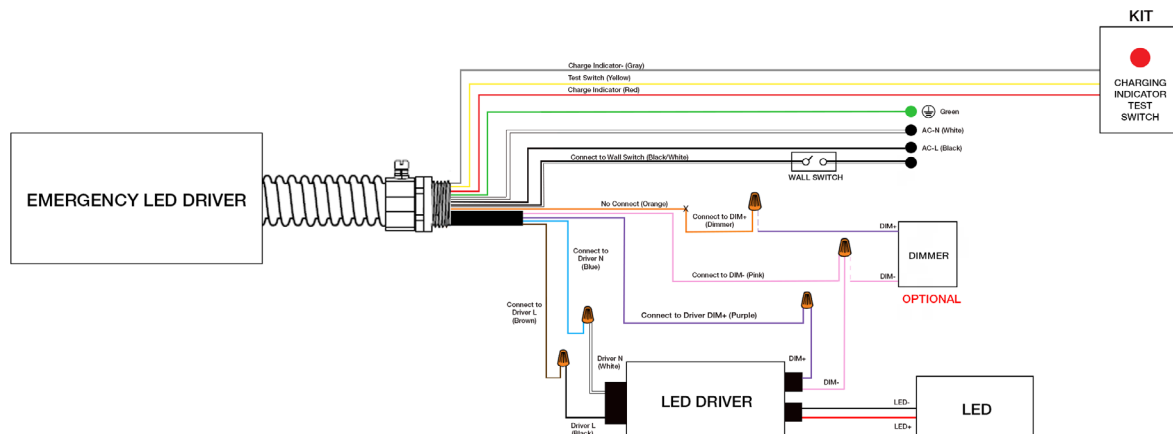 KIT
CHARGING
INDICATOR
TEST
SWITCH
Charge Indicator- (Gray)
Test Switch (Yellow)
Charge Indicator (Red)
Green
AC-N (White)
AC-L (Black)
Connect to Wall Switch (Black/White)
WALL SWITCH
EMERGENCY LED DRIVER
No Connect (Orange)
X
Connect to DIM+
(Dimmer)
DIM+
DIMMER
DIM-
OPTIONAL
Connect to DIM- (Pink)
Connect to
Driver N
(Blue)
Connect to
Driver L
(Brown)
Connect to Driver DIM+ (Purple)
Driver N
(White)
DIM+
DIM-
LED DRIVER
Driver L
(Black)
LED-
LED+
LED